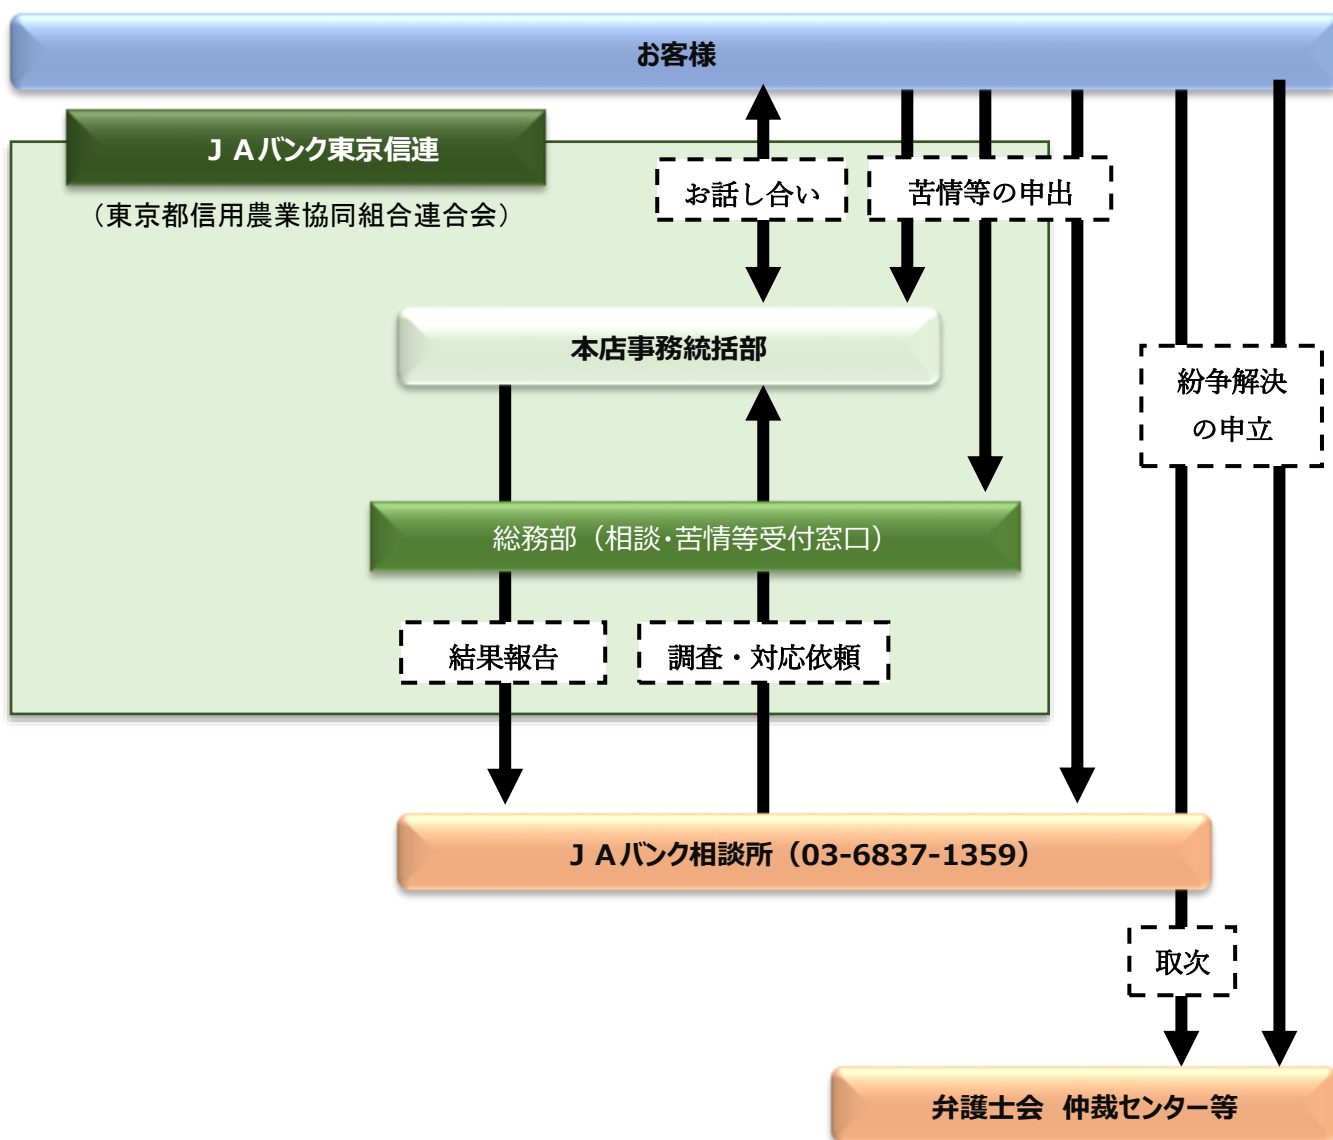 お客様
ＪＡバンク東京信連
（東京都信用農業協同組合連合会）
お話し合い
苦情等の申出
本店事務統括部
紛争解決
の申立
総務部（相談・苦情等受付窓口）
結果報告
調査・対応依頼
ＪＡバンク相談所（03-6837-1359）
取次
弁護士会 仲裁センター等